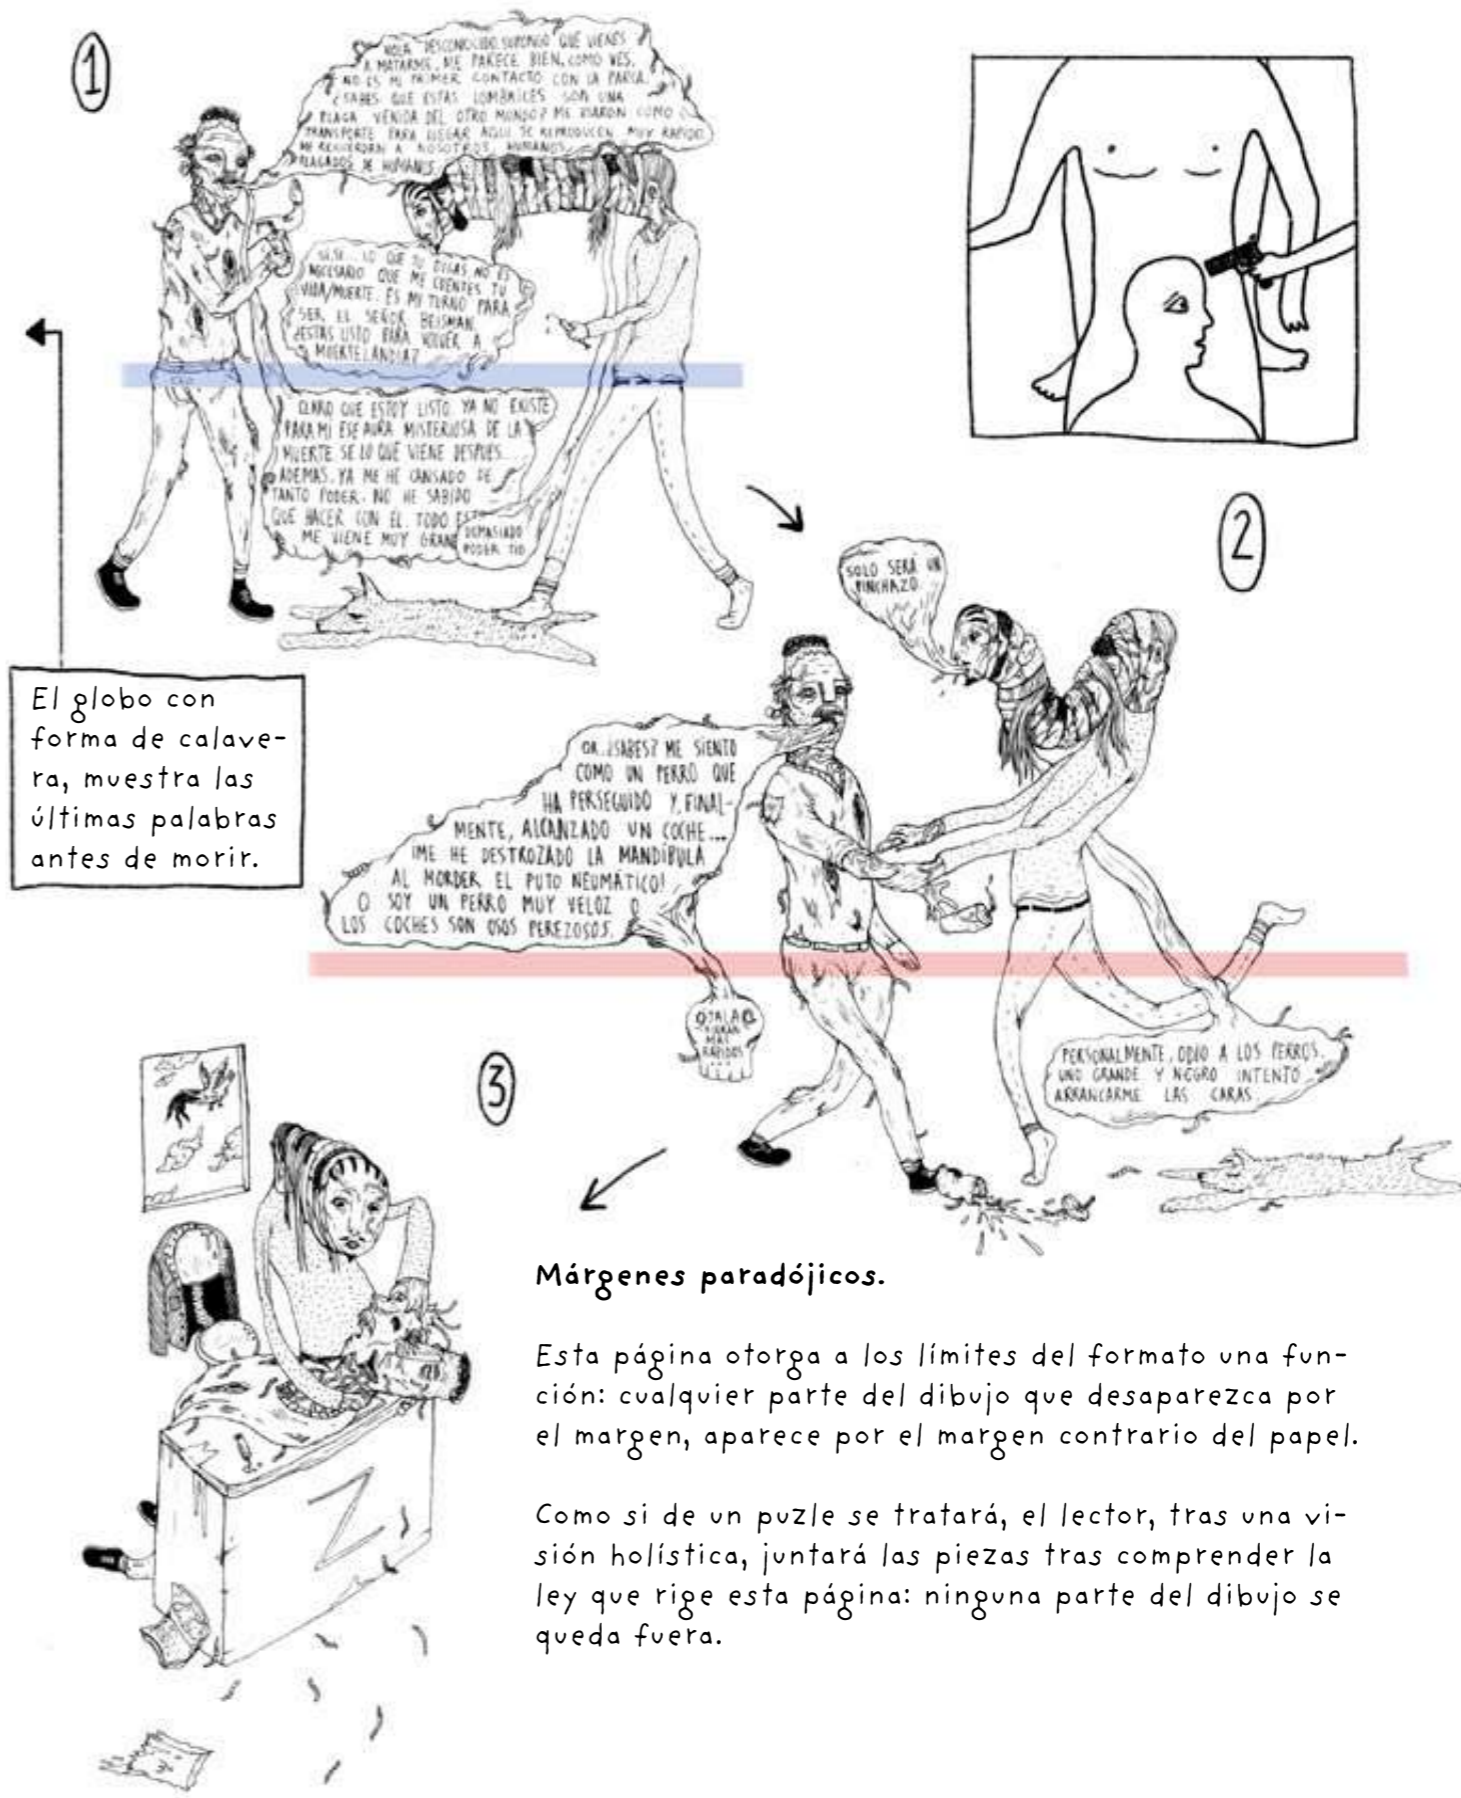 1
HOLA DESCONOCIDO. SUPONGO QUE VIENES
A MATARME, ME PARECE BIEN, COMO VES,
NO ES MI PRIMER CONTACTO CON LA PARCA.
¿SABES QUE ESTAS LOMBRICES SON UNA
PLAGA VENIDA DEL OTRO MUNDO? ME USARON COMO
TRANSPORTE PARA LLEGAR AQUÍ SE REPRODUCEN MUY RÁPIDO
ME RECUERDAN A NOSOTROS, HUMANOS,
PLAGADOS DE HUMANOS.
SÍ, SÍ... LO QUE TÚ DIGAS. NO ES
NECESARIO QUE ME CUENTES TU
VIDA/MUERTE. ES MI TURNO PARA
SER EL SEÑOR BEISMAN.
¿ESTÁS LISTO PARA VOLVER A
MUERTELANDIA?
CLARO QUE ESTOY LISTO. YA NO EXISTE
PARA MÍ ESE AURA MISTERIOSA DE LA
MUERTE SE LO QUE VIENE DESPUÉS...
ADEMÁS, YA ME HE CANSADO DE
TANTO PODER. NO HE SABIDO
QUE HACER CON ÉL. TODO ESTO
ME VIENE MUY GRANDE
DEMASIADO
PODER TIO
2
SOLO SERÁ UN
PINCHAZO
El globo con
forma de calave-
ra, muestra las
últimas palabras
antes de morir.
OK. ¿SABES? ME SIENTO
COMO UN PERRO QUE
HA PERSEGUIDO Y, FINAL-
MENTE, ALCANZADO UN COCHE...
¡ME HE DESTROZADO LA MANDÍBULA
AL MORDER EL PUTO NEUMÁTICO!
O SOY UN PERRO MUY VELOZ O
LOS COCHES SON OSOS PEREZOSOS.
OJALÁ
MÁS
RÁPIDOS
...
PERSONALMENTE, ODIO A LOS PERROS.
UNO GRANDE Y NEGRO INTENTÓ
ARRANCARME LAS CARAS
3
Z
Márgenes paradójicos.
Esta página otorga a los límites del formato una fun-
ción: cualquier parte del dibujo que desaparezca por
el margen, aparece por el margen contrario del papel.
Como si de un puzle se tratará, el lector, tras una vi-
sión holística, juntará las piezas tras comprender la
ley que rige esta página: ninguna parte del dibujo se
queda fuera.